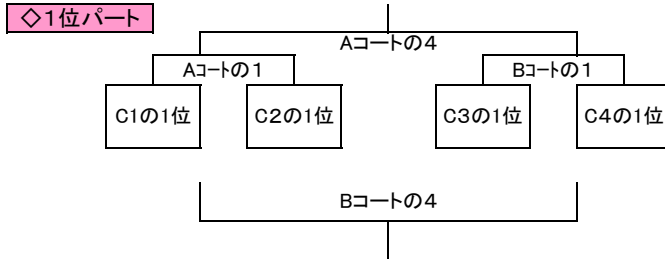 ◇1位パート
Aコートの4
Aコートの1
Bコートの1
C1の1位
C2の1位
C3の1位
C4の1位
Bコートの4